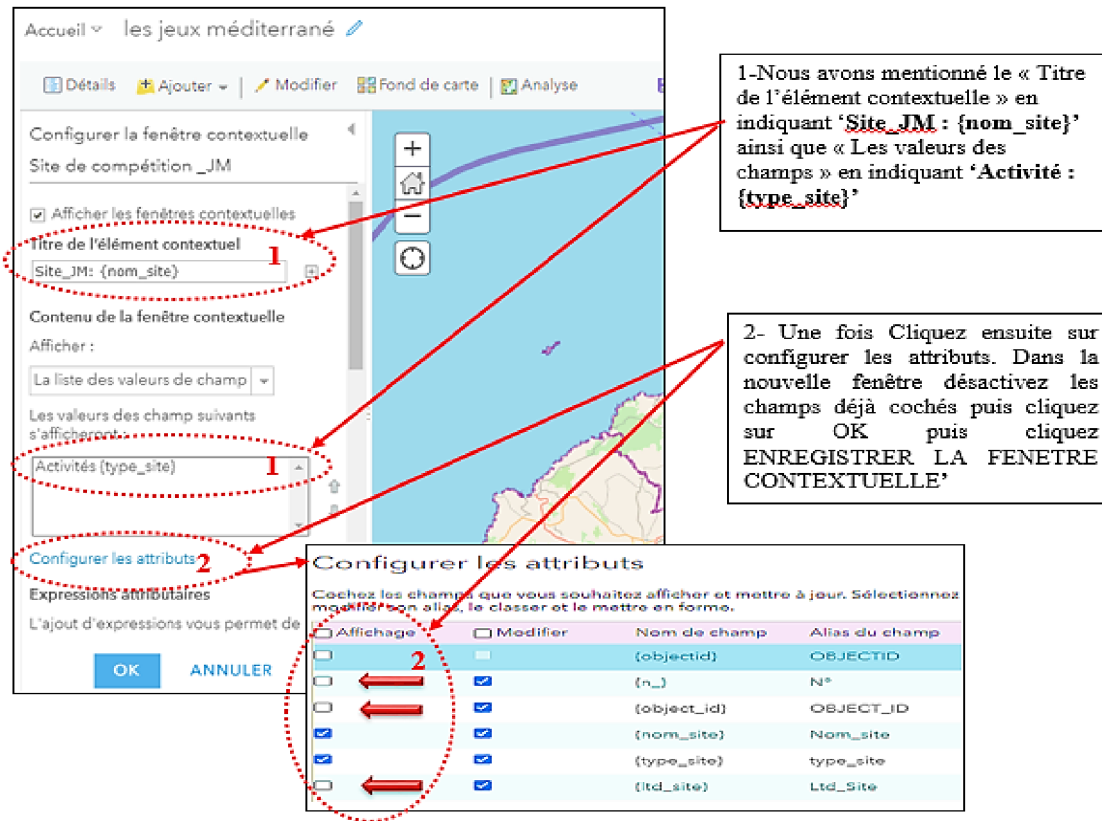 Accueil les jeux méditerrané
Détails Ajouter Modifier Fond de carte Analyse
Configurer la fenêtre contextuelle
Site de compétition _JM
Afficher les fenêtres contextuelles
Titre de l'élément contextuel
1
Site_JM: {nom_site}
Contenu de la fenêtre contextuelle
Afficher :
La liste des valeurs de champ
Les valeurs des champ suivants
s'afficheront :
Activités {type_site}
1
Configurer les attributs
2
Expressions attributaires
L'ajout d'expressions vous permet de
OK ANNULER
1-Nous avons mentionné le « Titre
de l'élément contextuelle » en
indiquant 'Site_JM : {nom_site}'
ainsi que « Les valeurs des
champs » en indiquant 'Activité :
{type_site}'
2- Une fois Cliquez ensuite sur
configurer les attributs. Dans la
nouvelle fenêtre désactivez les
champs déjà cochés puis cliquez
sur OK puis cliquez
ENREGISTRER LA FENETRE
CONTEXTUELLE'
Configurer les attributs
Cochez les champs que vous souhaitez afficher et mettre à jour. Sélectionnez
modifier son alias, le classer et le mettre en forme.
Affichage Modifier Nom de champ Alias du champ
2
{objectid} OBJECTID
{n_} N°
{object_id} OBJECT_ID
{nom_site} Nom_site
{type_site} type_site
{ltd_site} Ltd_Site